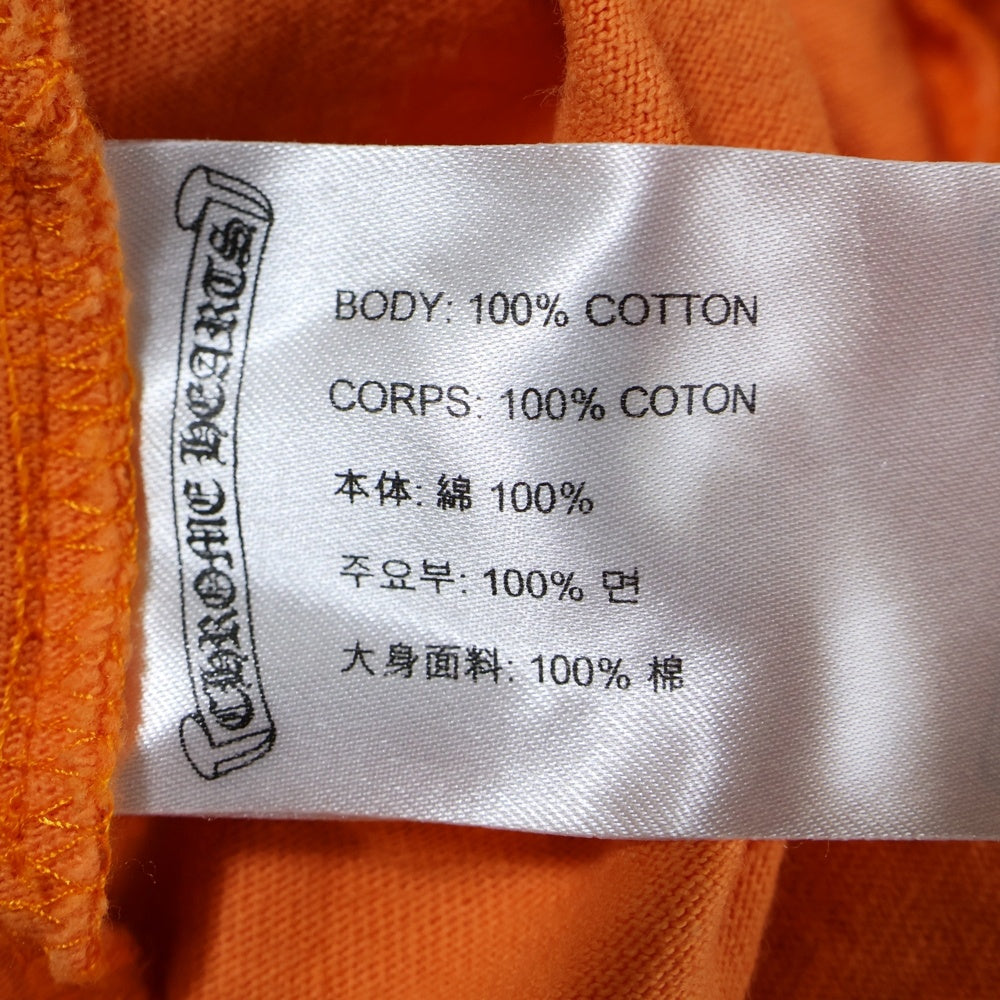 CHROME HEARTS
BODY: 100% COTTON
CORPS: 100% COTON
本体: 綿 100%
주요부: 100% 면
大身面料: 100% 棉